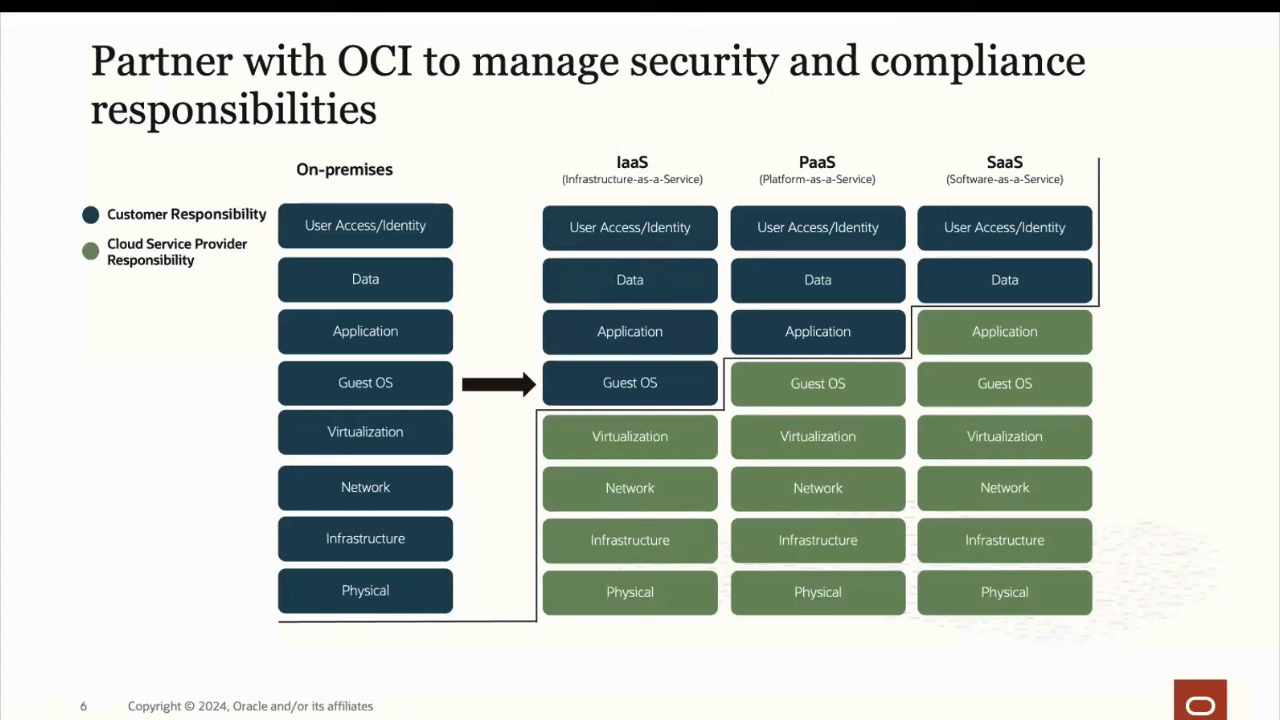 Partner with OCI to manage security and compliance
responsibilities
On-premises
IaaS
(Infrastructure-as-a-Service)
PaaS
(Platform-as-a-Service)
SaaS
(Software-as-a-Service)
Customer Responsibility
Cloud Service Provider
Responsibility
User Access/Identity
Data
Application
Guest OS
Virtualization
Network
Infrastructure
Physical
User Access/Identity
Data
Application
Guest OS
Virtualization
Network
Infrastructure
Physical
User Access/Identity
Data
Application
Guest OS
Virtualization
Network
Infrastructure
Physical
User Access/Identity
Data
Application
Guest OS
Virtualization
Network
Infrastructure
Physical
6 Copyright © 2024, Oracle and/or its affiliates